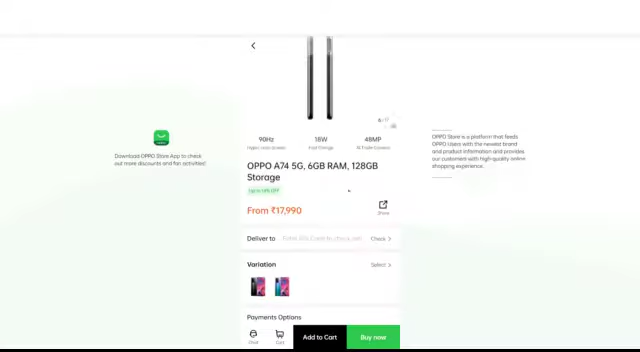 90Hz
18W
48MP
OPPO A74 5G, 6GB RAM, 128GB
Storage
From ₹17,990
Share
Deliver to
Check >
Variation
Select >
Payments Options
Chat
Cart
Add to Cart
Buy now
Download OPPO Store App to check
out more discounts and fan activities!
OPPO Store is a platform that feeds
OPPO Users with the newest brand
and product information and provides
our customers with high-quality online
shopping experience.